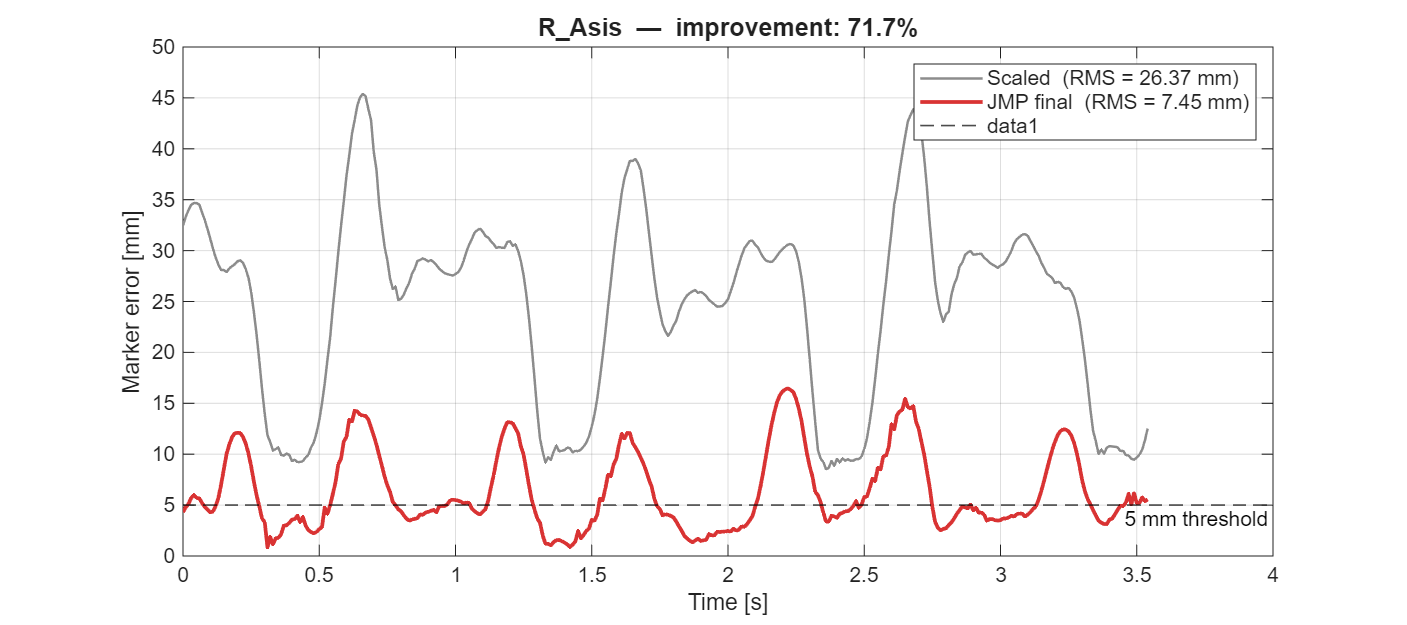 R_Asis — improvement: 71.7%
Scaled (RMS = 26.37 mm)
JMP final (RMS = 7.45 mm)
data1
Marker error [mm]
50
45
40
35
30
25
20
15
10
5
0
5 mm threshold
0 0.5 1 1.5 2 2.5 3 3.5 4
Time [s]